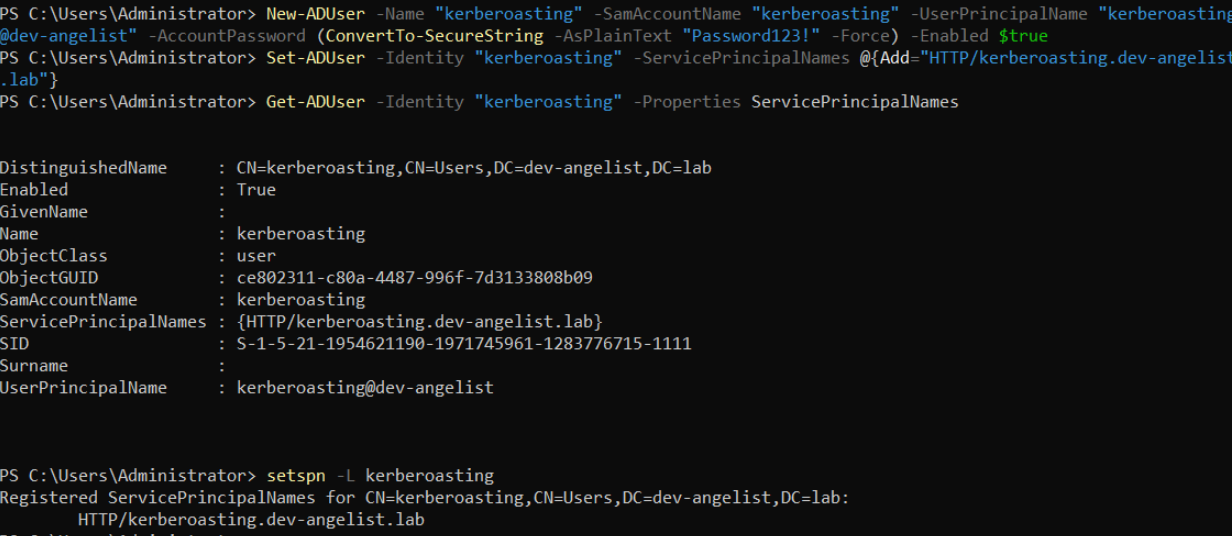 PS C:\Users\Administrator> New-ADUser -Name "kerberoasting" -SamAccountName "kerberoasting" -UserPrincipalName "kerberoasting
@dev-angelist" -AccountPassword (ConvertTo-SecureString -AsPlainText "Password123!" -Force) -Enabled $true
PS C:\Users\Administrator> Set-ADUser -Identity "kerberoasting" -ServicePrincipalNames @{Add="HTTP/kerberoasting.dev-angelist
.lab"}
PS C:\Users\Administrator> Get-ADUser -Identity "kerberoasting" -Properties ServicePrincipalNames
DistinguishedName : CN=kerberoasting,CN=Users,DC=dev-angelist,DC=lab
Enabled : True
GivenName :
Name : kerberoasting
ObjectClass : user
ObjectGUID : ce802311-c80a-4487-996f-7d3133808b09
SamAccountName : kerberoasting
ServicePrincipalNames : {HTTP/kerberoasting.dev-angelist.lab}
SID : S-1-5-21-1954621190-1971745961-1283776715-1111
Surname :
UserPrincipalName : kerberoasting@dev-angelist
PS C:\Users\Administrator> setspn -L kerberoasting
Registered ServicePrincipalNames for CN=kerberoasting,CN=Users,DC=dev-angelist,DC=lab:
HTTP/kerberoasting.dev-angelist.lab